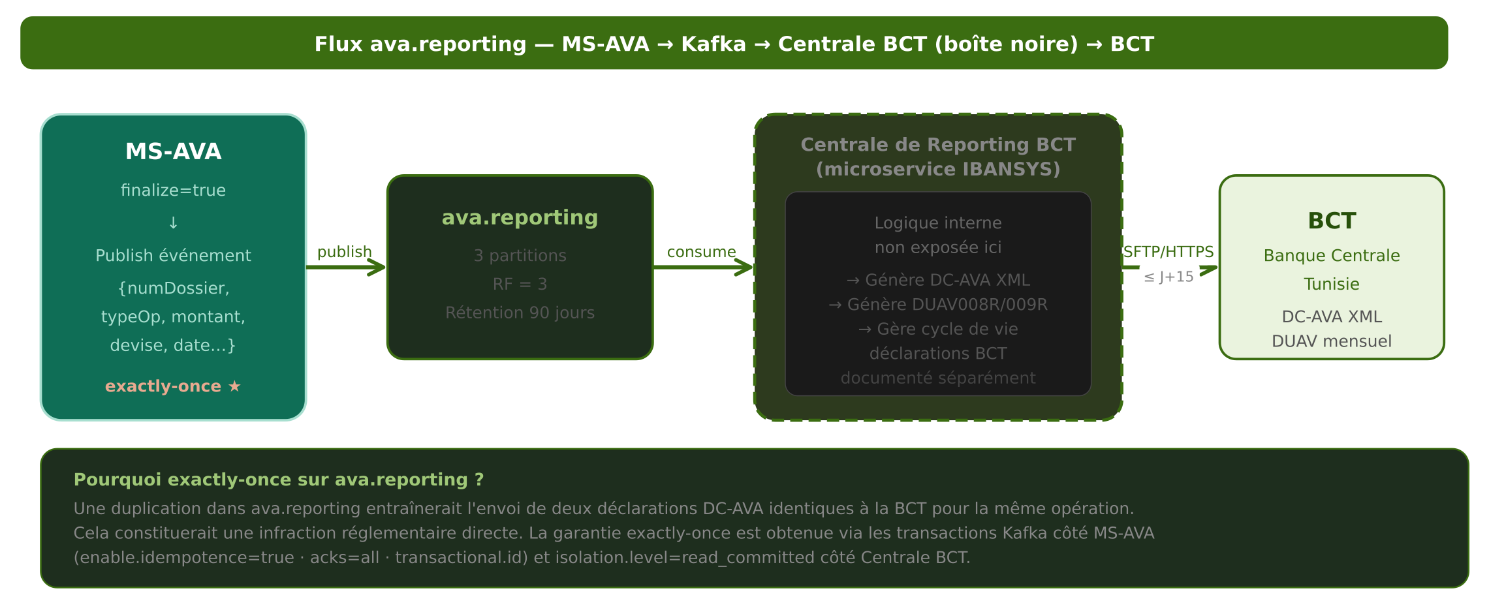 Flux ava.reporting — MS-AVA → Kafka → Centrale BCT (boîte noire) → BCT
MS-AVA
finalize=true
↓
Publish événement
{numDossier,
typeOp, montant,
devise, date...}
exactly-once ★
publish
ava.reporting
3 partitions
RF = 3
Rétention 90 jours
consume
Centrale de Reporting BCT
(microservice IBANSYS)
Logique interne
non exposée ici
→ Génère DC-AVA XML
→ Génère DUAV008R/009R
→ Gère cycle de vie
déclarations BCT
documenté séparément
SFTP/HTTPS
≤ J+15
BCT
Banque Centrale
Tunisie
DC-AVA XML
DUAV mensuel
Pourquoi exactly-once sur ava.reporting ?
Une duplication dans ava.reporting entraînerait l'envoi de deux déclarations DC-AVA identiques à la BCT pour la même opération.
Cela constituerait une infraction réglementaire directe. La garantie exactly-once est obtenue via les transactions Kafka côté MS-AVA
(enable.idempotence=true · acks=all · transactional.id) et isolation.level=read_committed côté Centrale BCT.